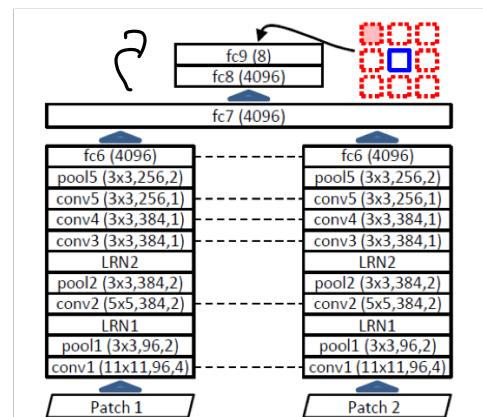 fc9 (8)
fc8 (4096)
fc7 (4096)
fc6 (4096)
pool5 (3x3,256,2)
conv5 (3x3,256,1)
conv4 (3x3,384,1)
conv3 (3x3,384,1)
LRN2
pool2 (3x3,384,2)
conv2 (5x5,384,2)
LRN1
pool1 (3x3,96,2)
conv1 (11x11,96,4)
Patch 1
fc6 (4096)
pool5 (3x3,256,2)
conv5 (3x3,256,1)
conv4 (3x3,384,1)
conv3 (3x3,384,1)
LRN2
pool2 (3x3,384,2)
conv2 (5x5,384,2)
LRN1
pool1 (3x3,96,2)
conv1 (11x11,96,4)
Patch 2